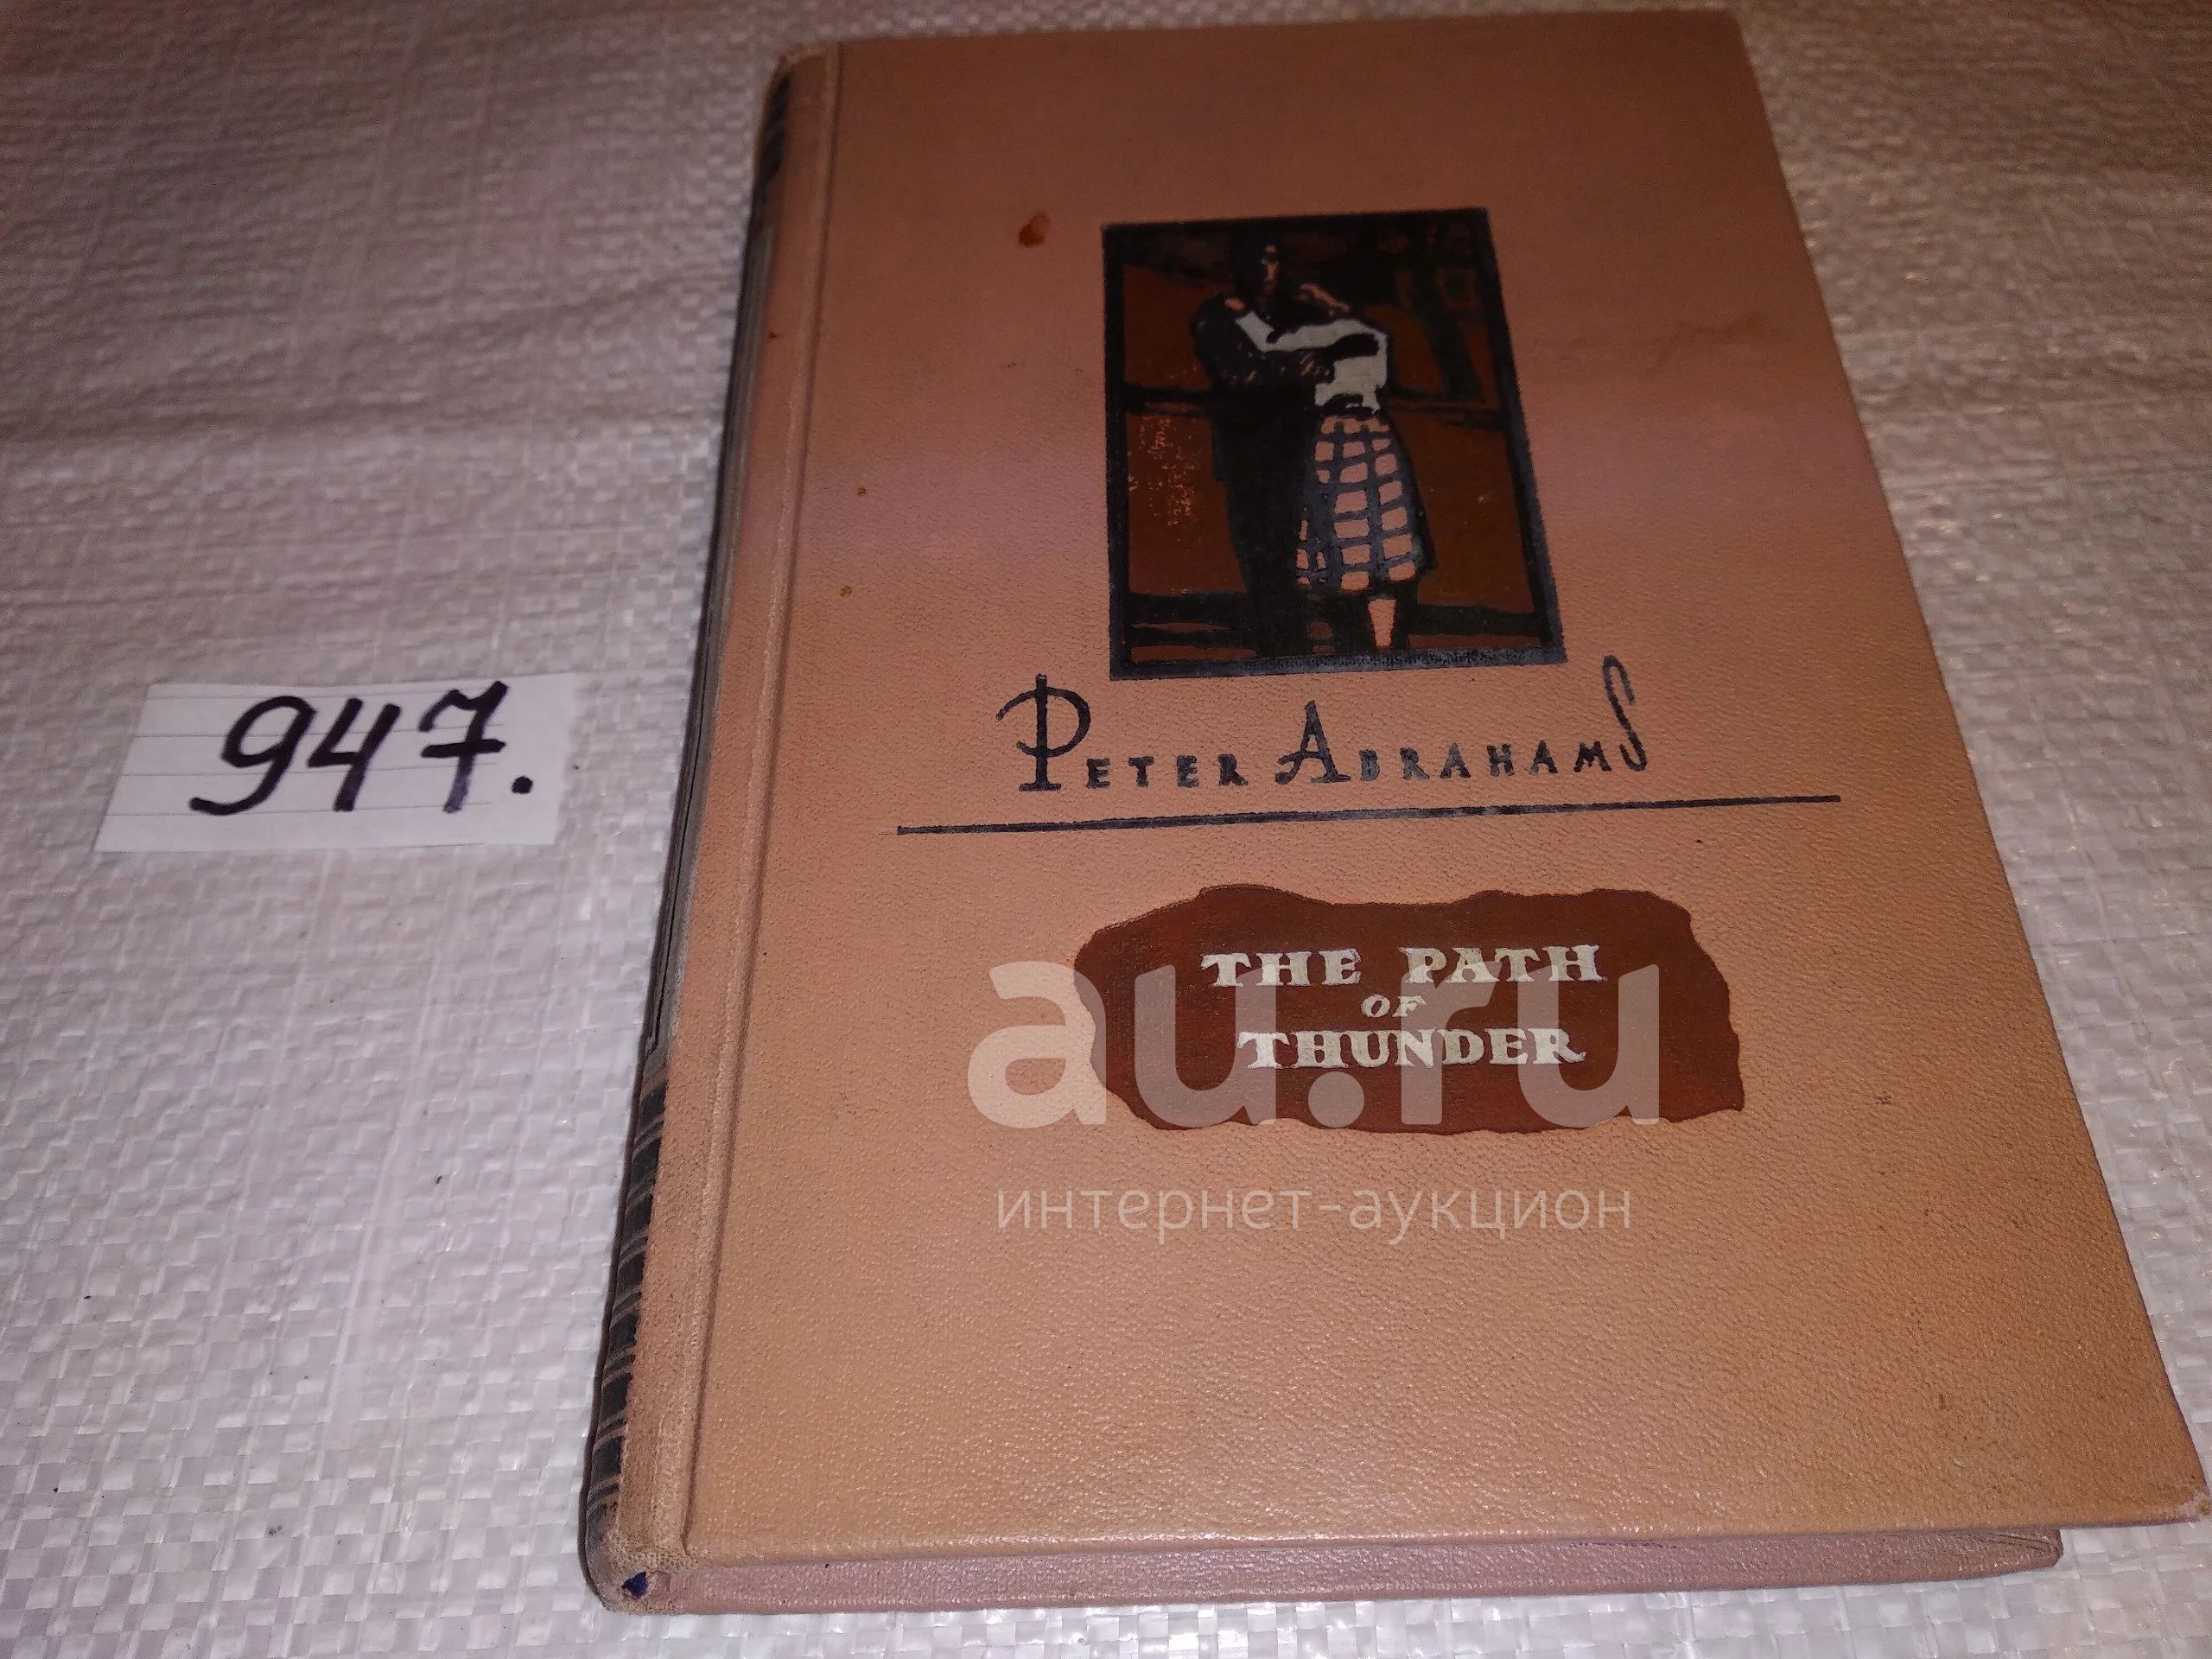 947.
PETER ABRAHAMS
THE PATH
OF
THUNDER
au.ru
интернет-аукцион